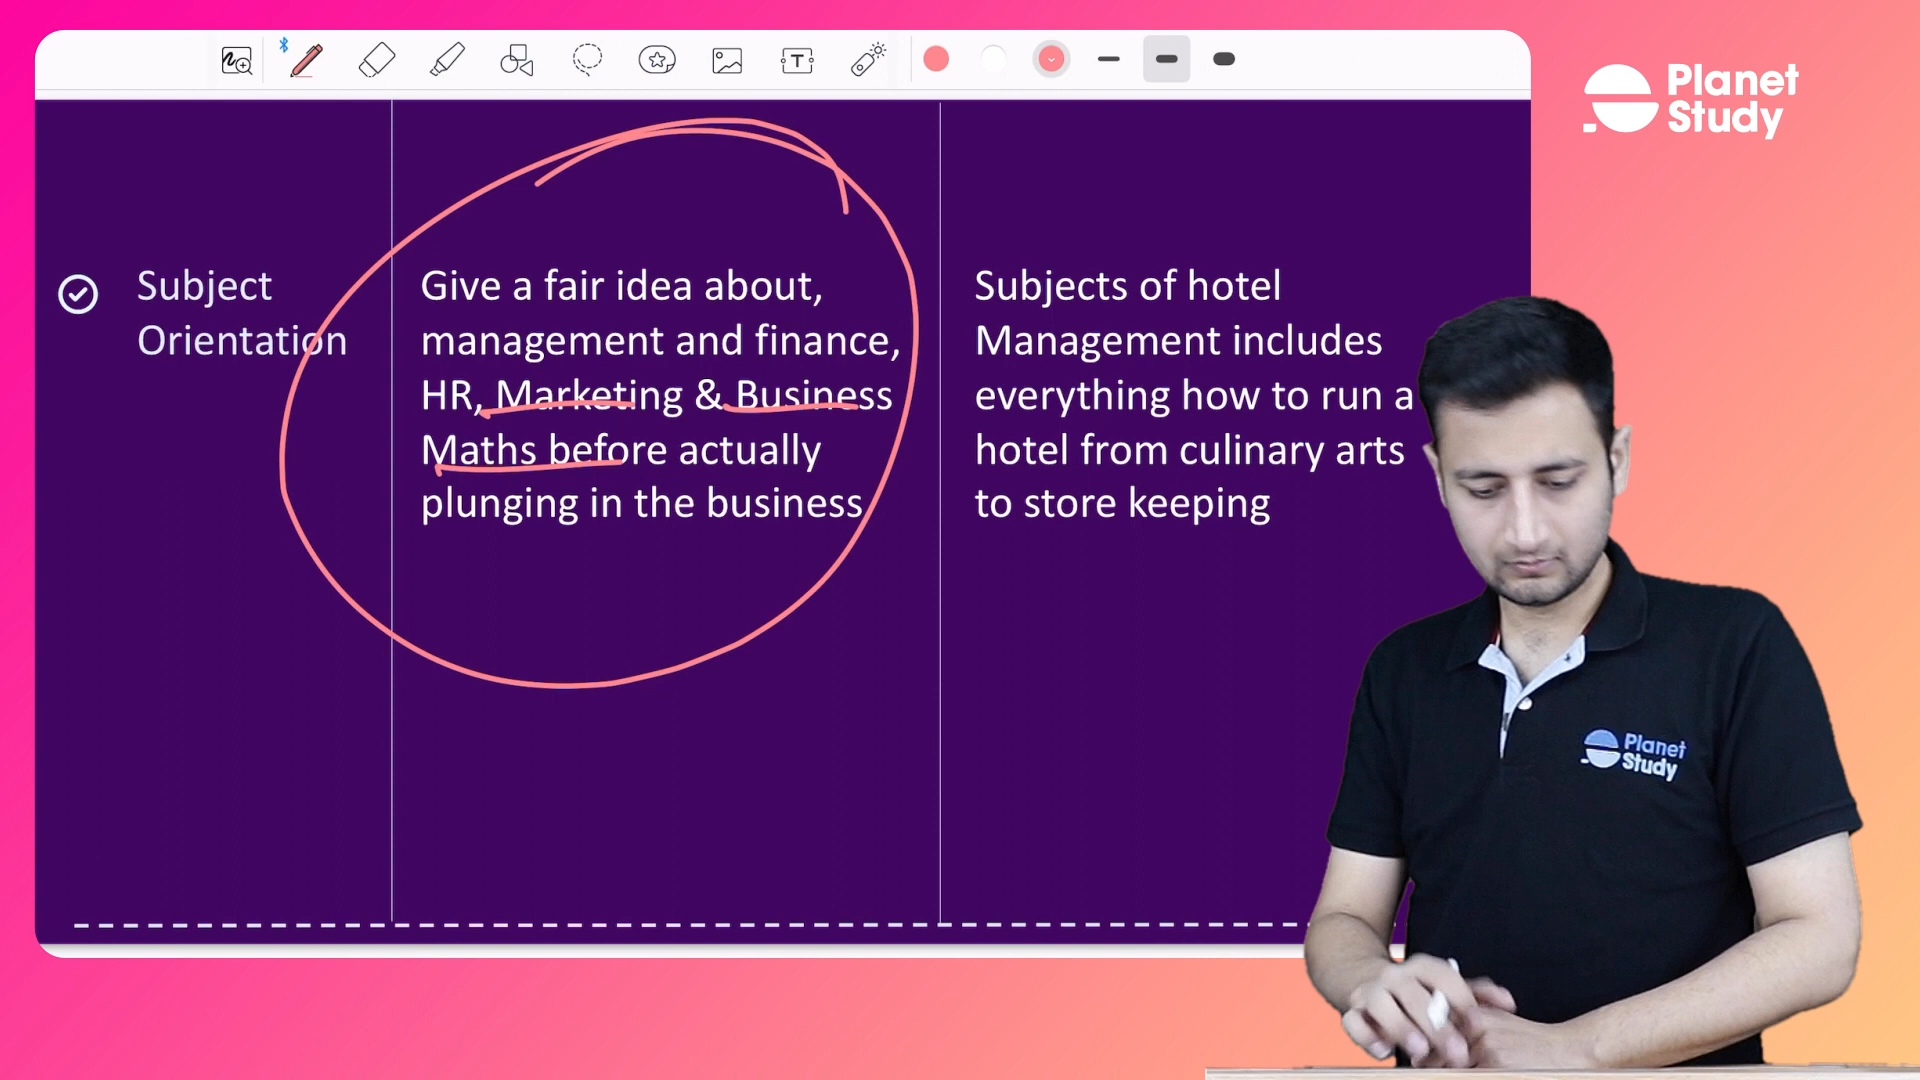 Planet
Study
Subject
Orientation
Give a fair idea about,
management and finance,
HR, Marketing & Business
Maths before actually
plunging in the business
Subjects of hotel
Management includes
everything how to run a
hotel from culinary arts
to store keeping
Planet
Study
T